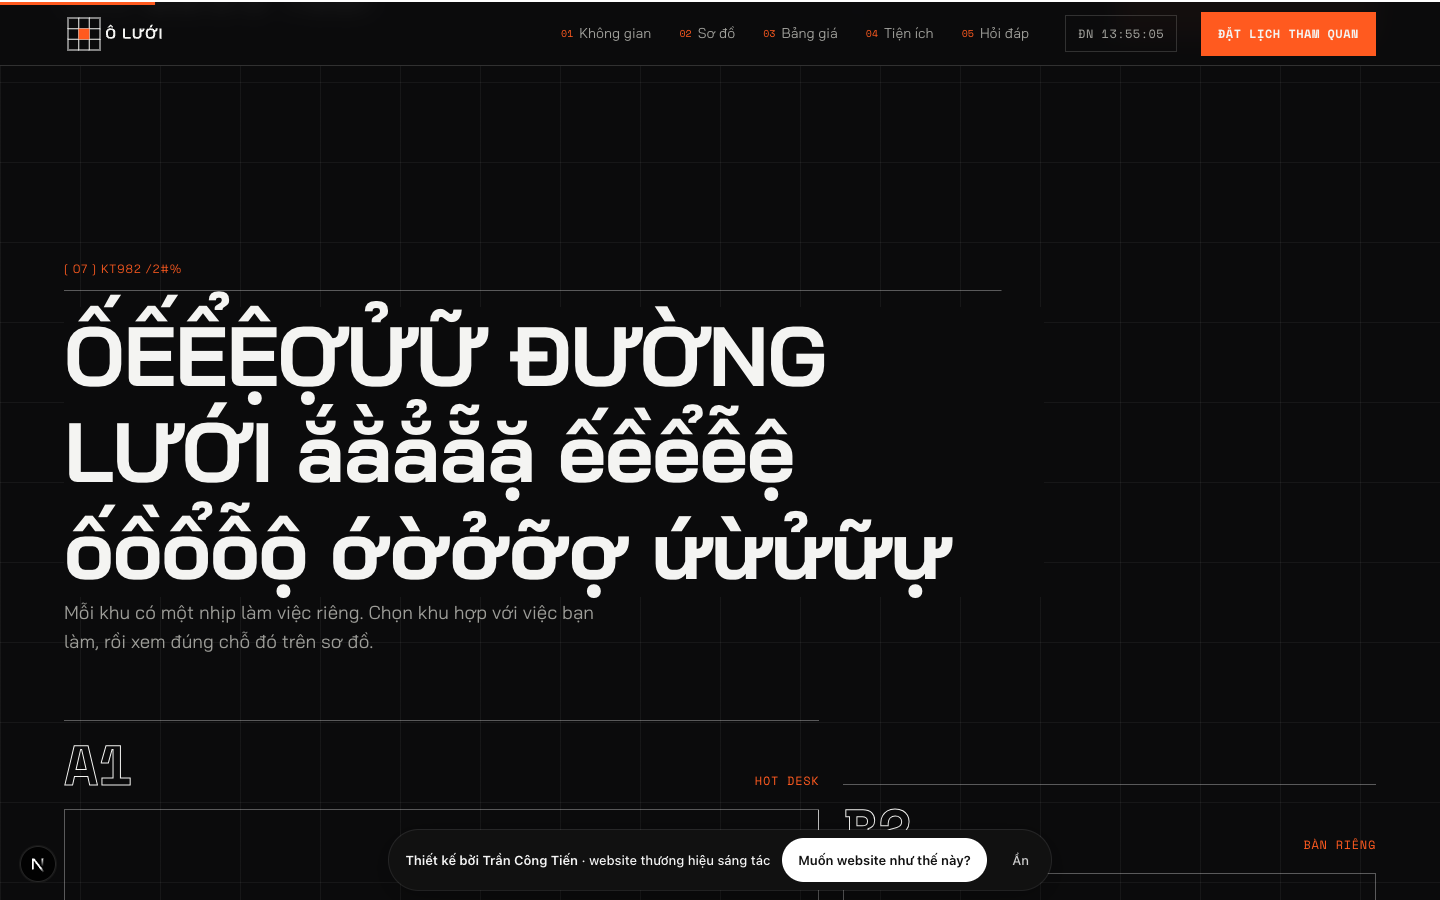 Ô LƯỚI
01 Không gian
02 Sơ đồ
03 Bảng giá
04 Tiện ích
05 Hỏi đáp
ĐN 13:55:05
ĐẶT LỊCH THAM QUAN
[ 07 ] KT982 /2#%
ỐẾỂỆỢỬỮ ĐƯỜNG
LƯỚI ắằẳẵặ ếềểễệ
ốồổỗộ ớờởỡợ ứừửữự
Mỗi khu có một nhịp làm việc riêng. Chọn khu hợp với việc bạn
làm, rồi xem đúng chỗ đó trên sơ đồ.
A1
HOT DESK
B2
BÀN RIÊNG
Thiết kế bởi Trần Công Tiến · website thương hiệu sáng tác
Muốn website như thế này?
Ẩn
N